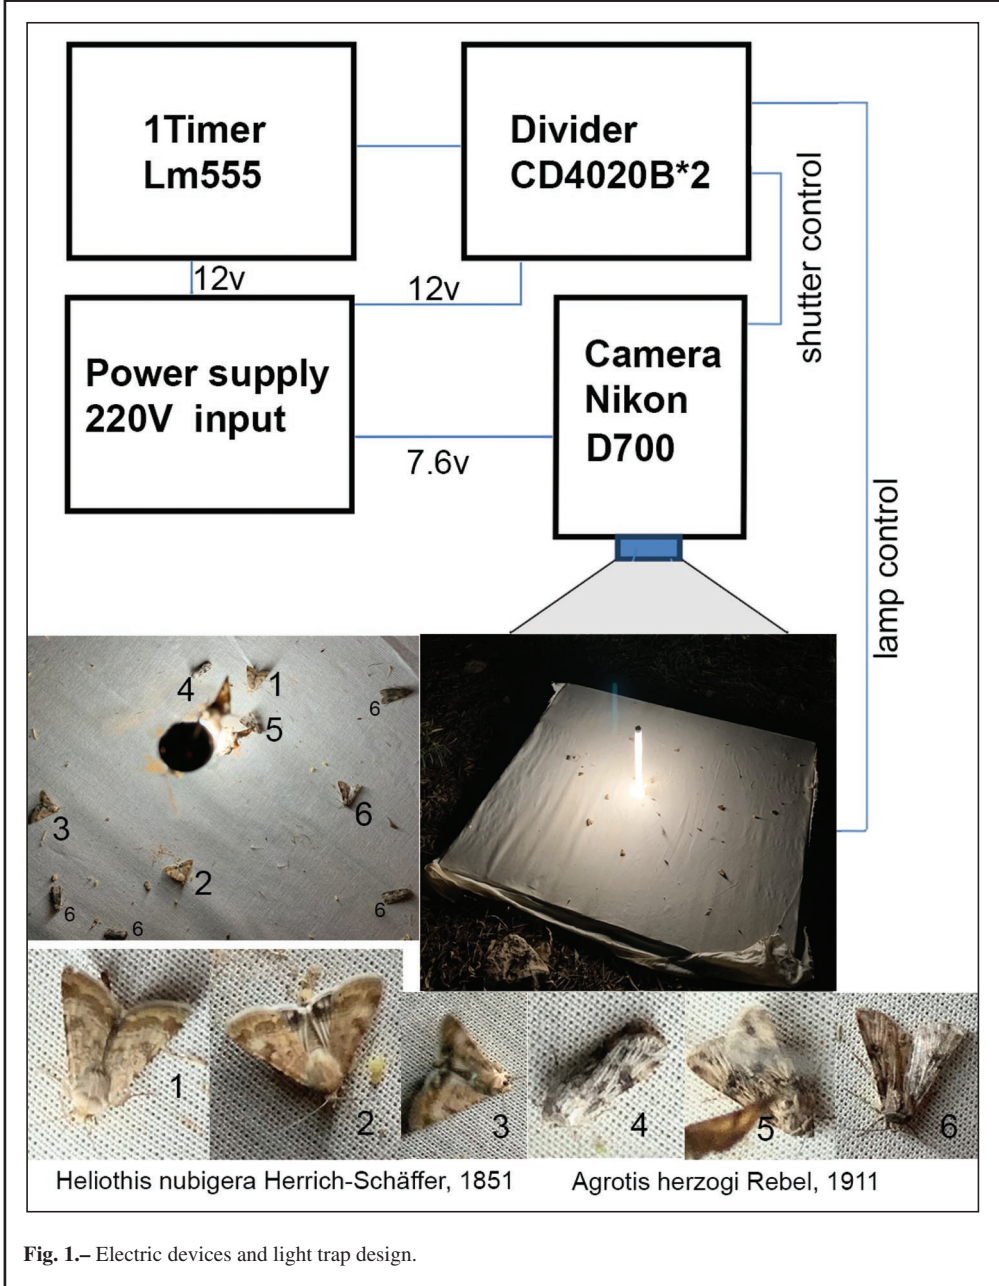 1Timer
Lm555
Divider
CD4020B*2
shutter control
12v
12v
Power supply
220V input
Camera
Nikon
D700
7.6v
lamp control
4
1
6
5
3
6
2
6
6
6
1
2
3
4
5
6
Heliothis nubigera Herrich-Schäffer, 1851
Agrotis herzogi Rebel, 1911
Fig. 1.– Electric devices and light trap design.